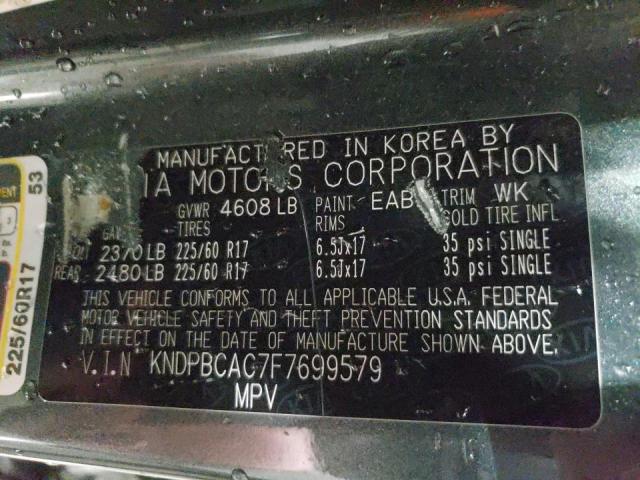 MANUFACTURED IN KOREA BY
IA MOTORS CORPORATION
GVWR 4608 LB PAINT EAB TRIM WK
TIRES RIMS COLD TIRE INFL.
2370 LB 225/60 R17 6.5Jx17 35 psi SINGLE
REAR 2480 LB 225/60 R17 6.5Jx17 35 psi SINGLE
THIS VEHICLE CONFORMS TO ALL APPLICABLE U.S.A. FEDERAL
MOTOR VEHICLE SAFETY AND THEFT PREVENTION STANDARDS
IN EFFECT ON THE DATE OF MANUFACTURE SHOWN ABOVE.
V.I.N KNDPBCAC7F7699579
MPV
53
225/60R17